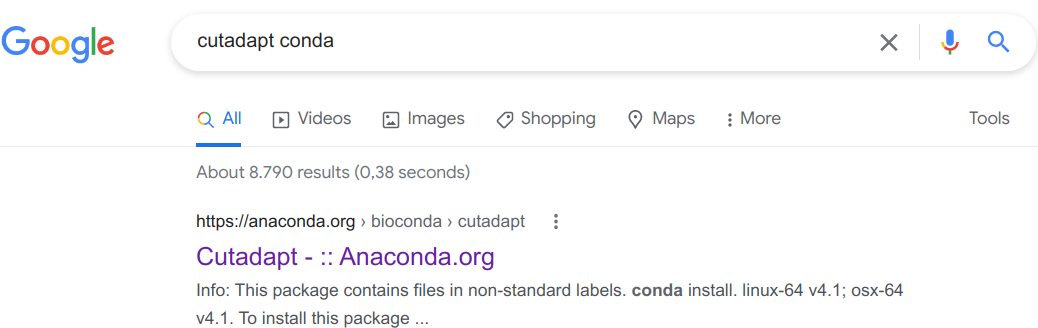 Google
cutadapt conda
All Videos Images Shopping Maps More Tools
About 8.790 results (0,38 seconds)
https://anaconda.org › bioconda › cutadapt
Cutadapt - :: Anaconda.org
Info: This package contains files in non-standard labels. conda install. linux-64 v4.1; osx-64
v4.1. To install this package ...